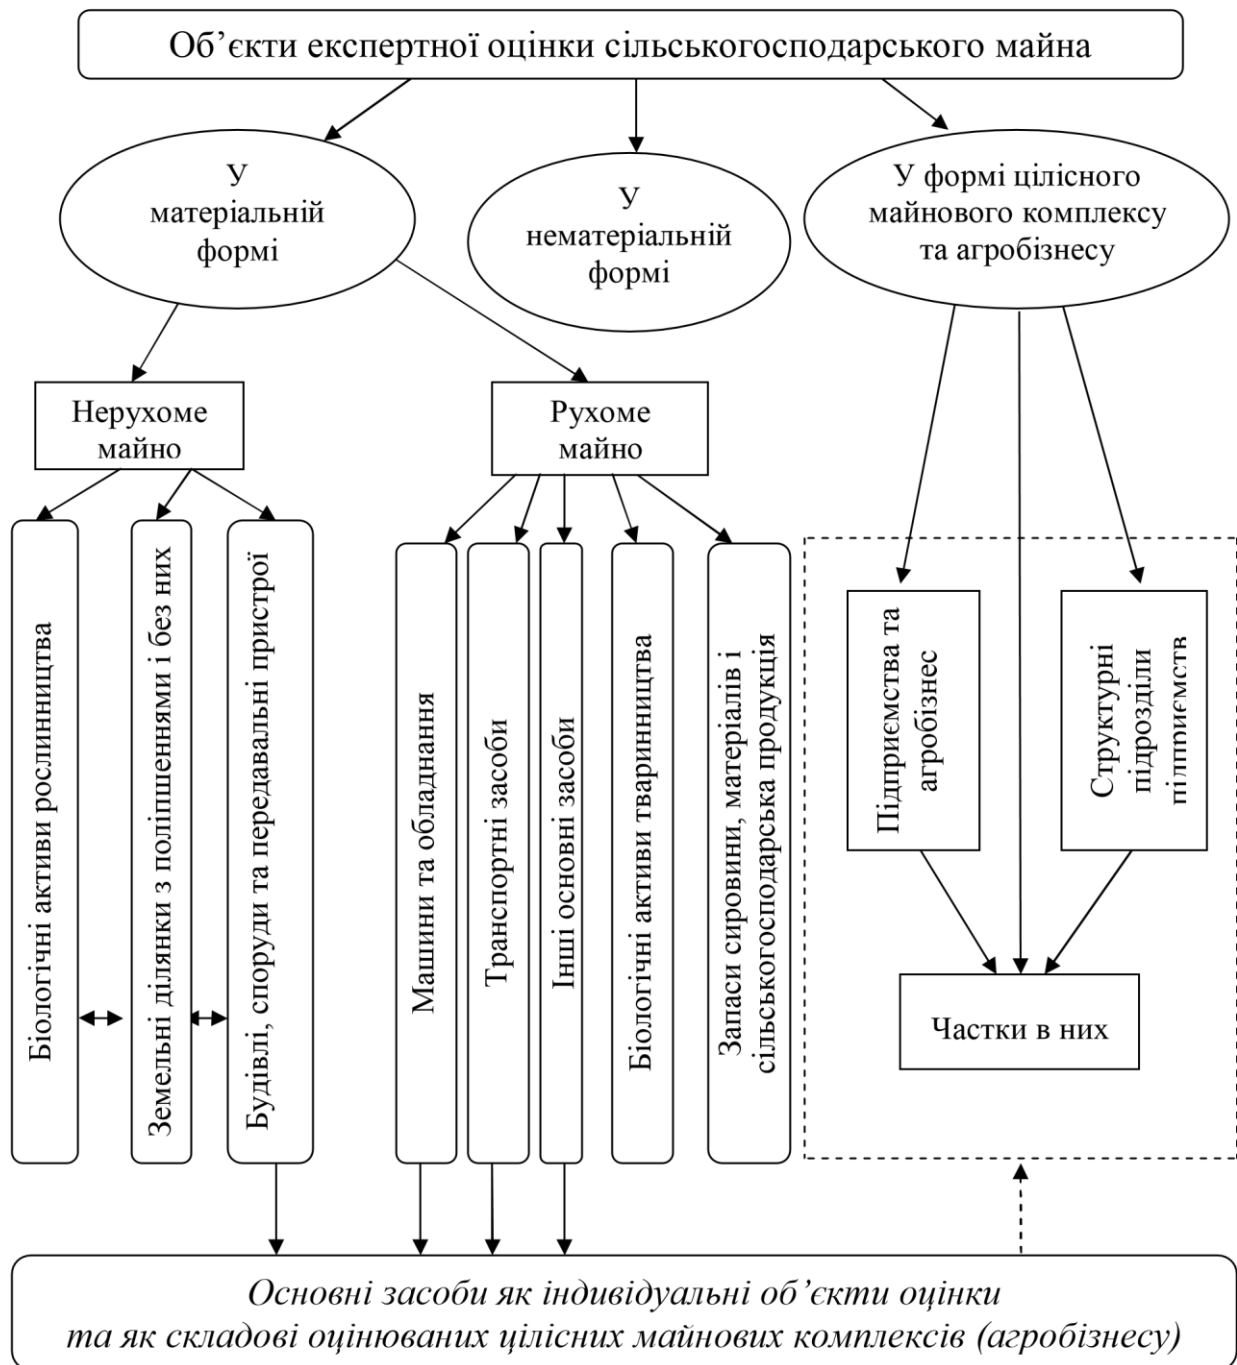 Об’єкти експертної оцінки сільськогосподарського майна
У
матеріальній
формі
У
нематеріальній
формі
У формі цілісного
майнового комплексу
та агробізнесу
Нерухоме
майно
Рухоме
майно
Біологічні активи рослинництва
Земельні ділянки з поліпшеннями і без них
Будівлі, споруди та передавальні пристрої
Машини та обладнання
Транспортні засоби
Інші основні засоби
Біологічні активи тваринництва
Запаси сировини, матеріалів і
сільськогосподарська продукція
Підприємства та
агробізнес
Структурні
підрозділи
підприємств
Частки в них
Основні засоби як індивідуальні об’єкти оцінки
та як складові оцінюваних цілісних майнових комплексів (агробізнесу)